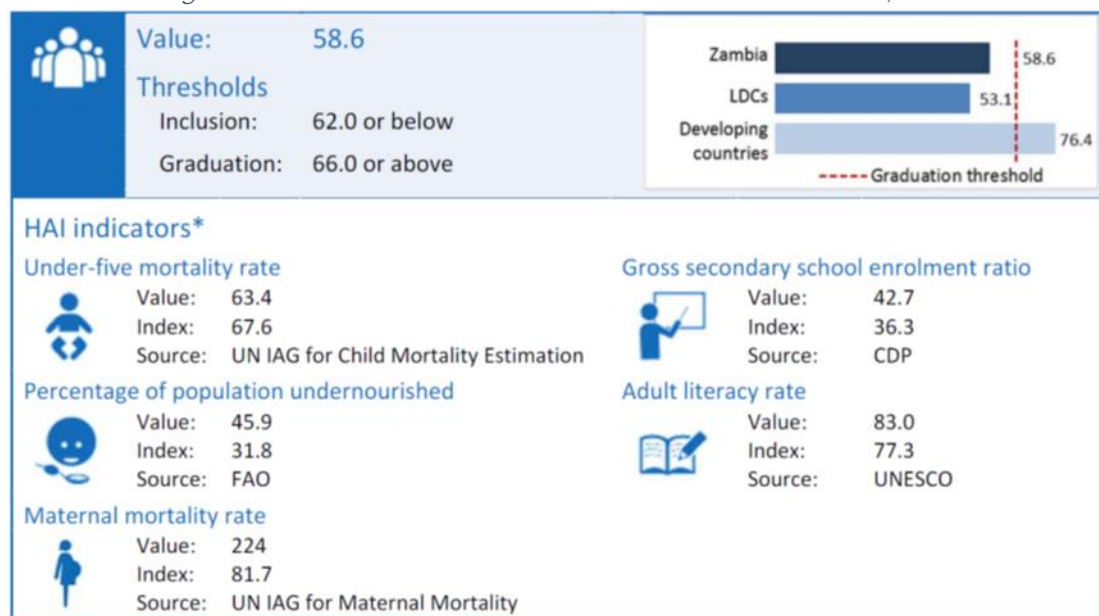 Value: 58.6
Thresholds
Inclusion: 62.0 or below
Graduation: 66.0 or above
Zambia 58.6
LDCs 53.1
Developing
countries 76.4
Graduation threshold
HAI indicators*
Under-five mortality rate
Value: 63.4
Index: 67.6
Source: UN IAG for Child Mortality Estimation
Percentage of population undernourished
Value: 45.9
Index: 31.8
Source: FAO
Maternal mortality rate
Value: 224
Index: 81.7
Source: UN IAG for Maternal Mortality
Gross secondary school enrolment ratio
Value: 42.7
Index: 36.3
Source: CDP
Adult literacy rate
Value: 83.0
Index: 77.3
Source: UNESCO